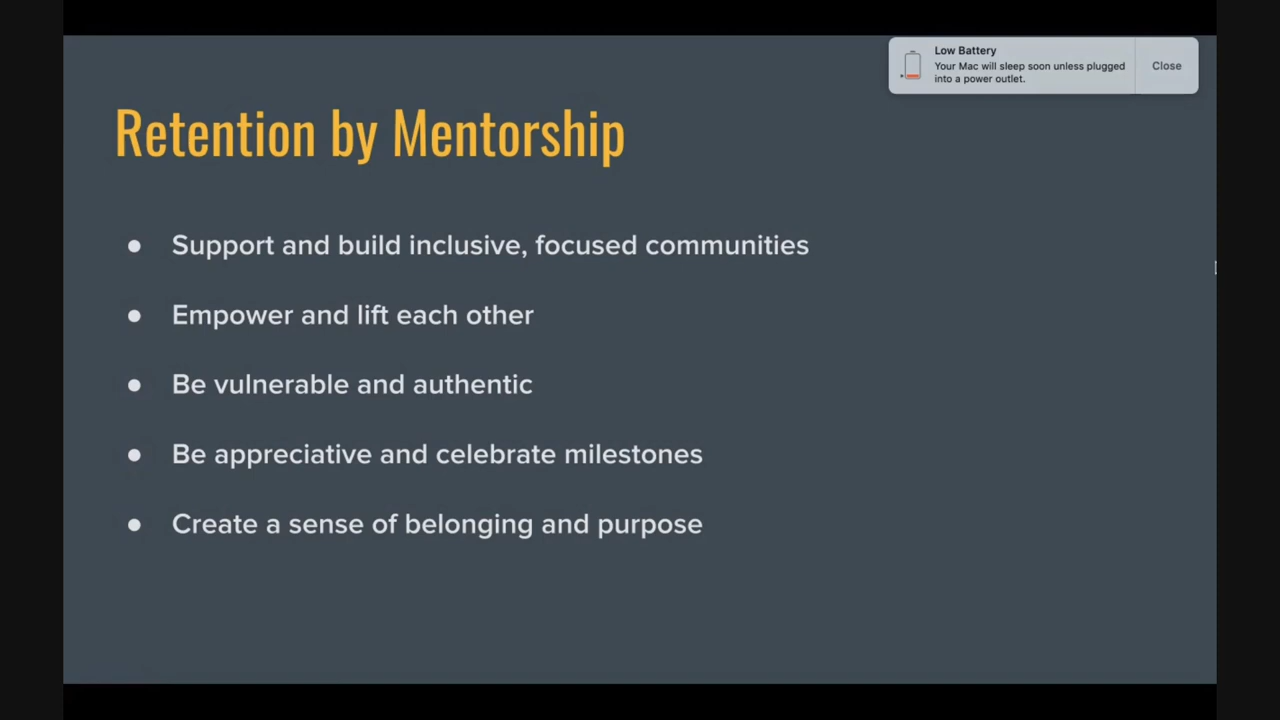 Low Battery
Your Mac will sleep soon unless plugged
into a power outlet.
Close
Retention by Mentorship
● Support and build inclusive, focused communities
● Empower and lift each other
● Be vulnerable and authentic
● Be appreciative and celebrate milestones
● Create a sense of belonging and purpose